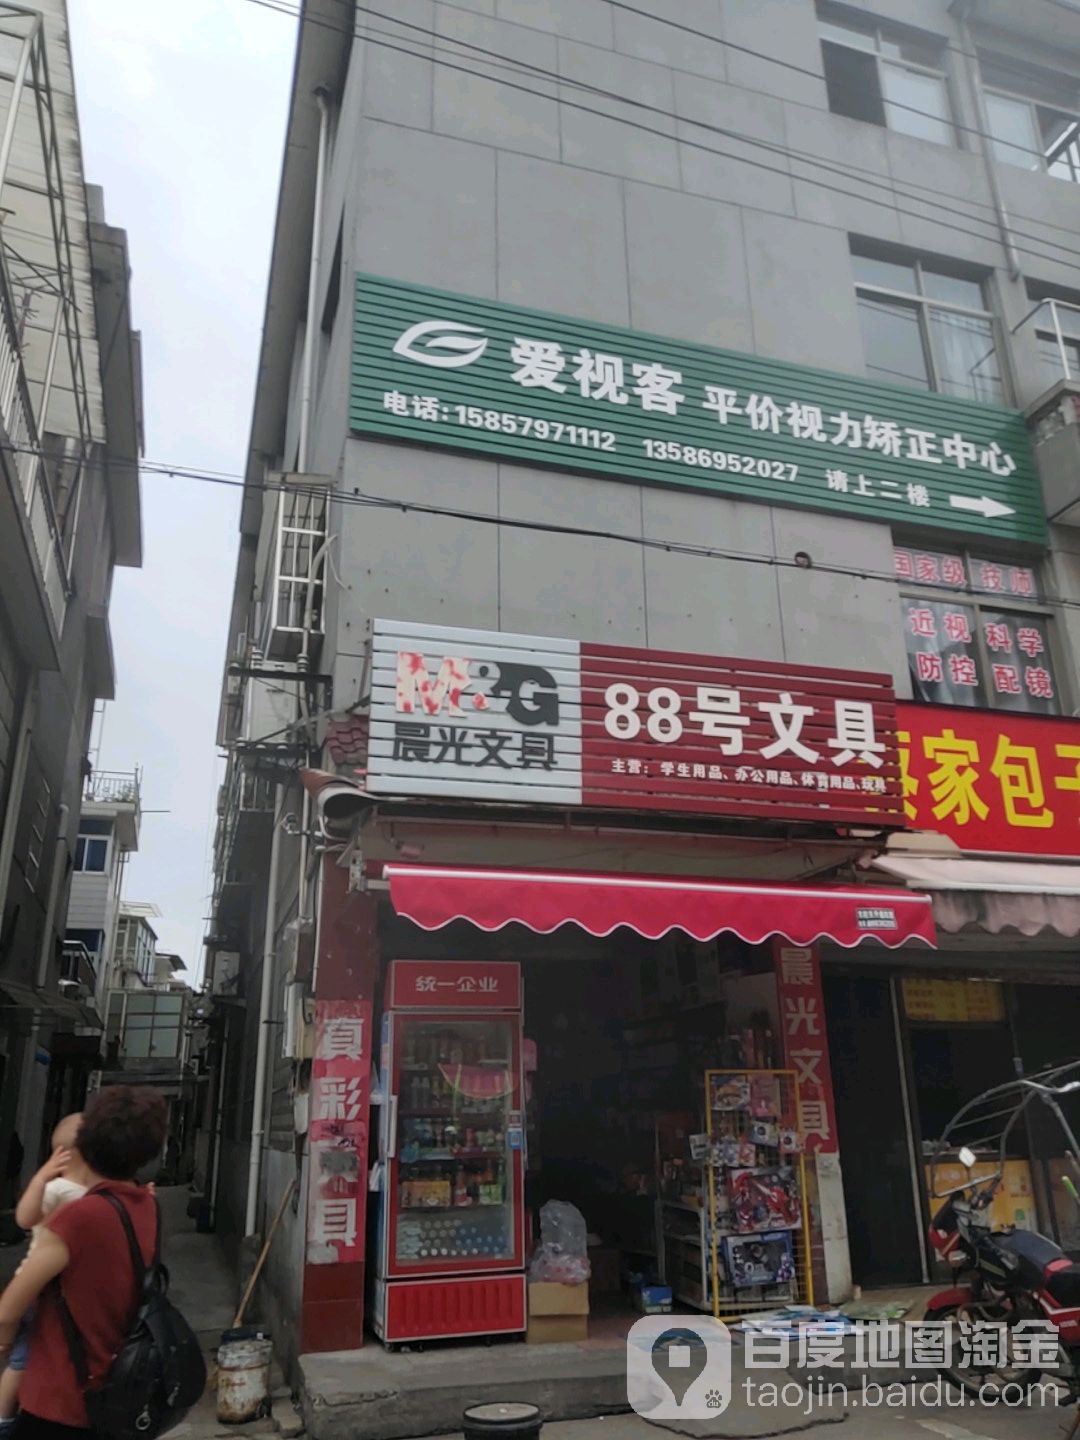 爱视客 平价视力矫正中心
电话:15857971112 13586952027 请上二楼
国家级 技师
近视科学
防控 配镜
M&G
晨光文具
88号文具
主营：学生用品、办公用品、体育用品、玩具
家包子
统一企业
真彩文具
晨光文具
百度地图淘金
taojin.baidu.com
du